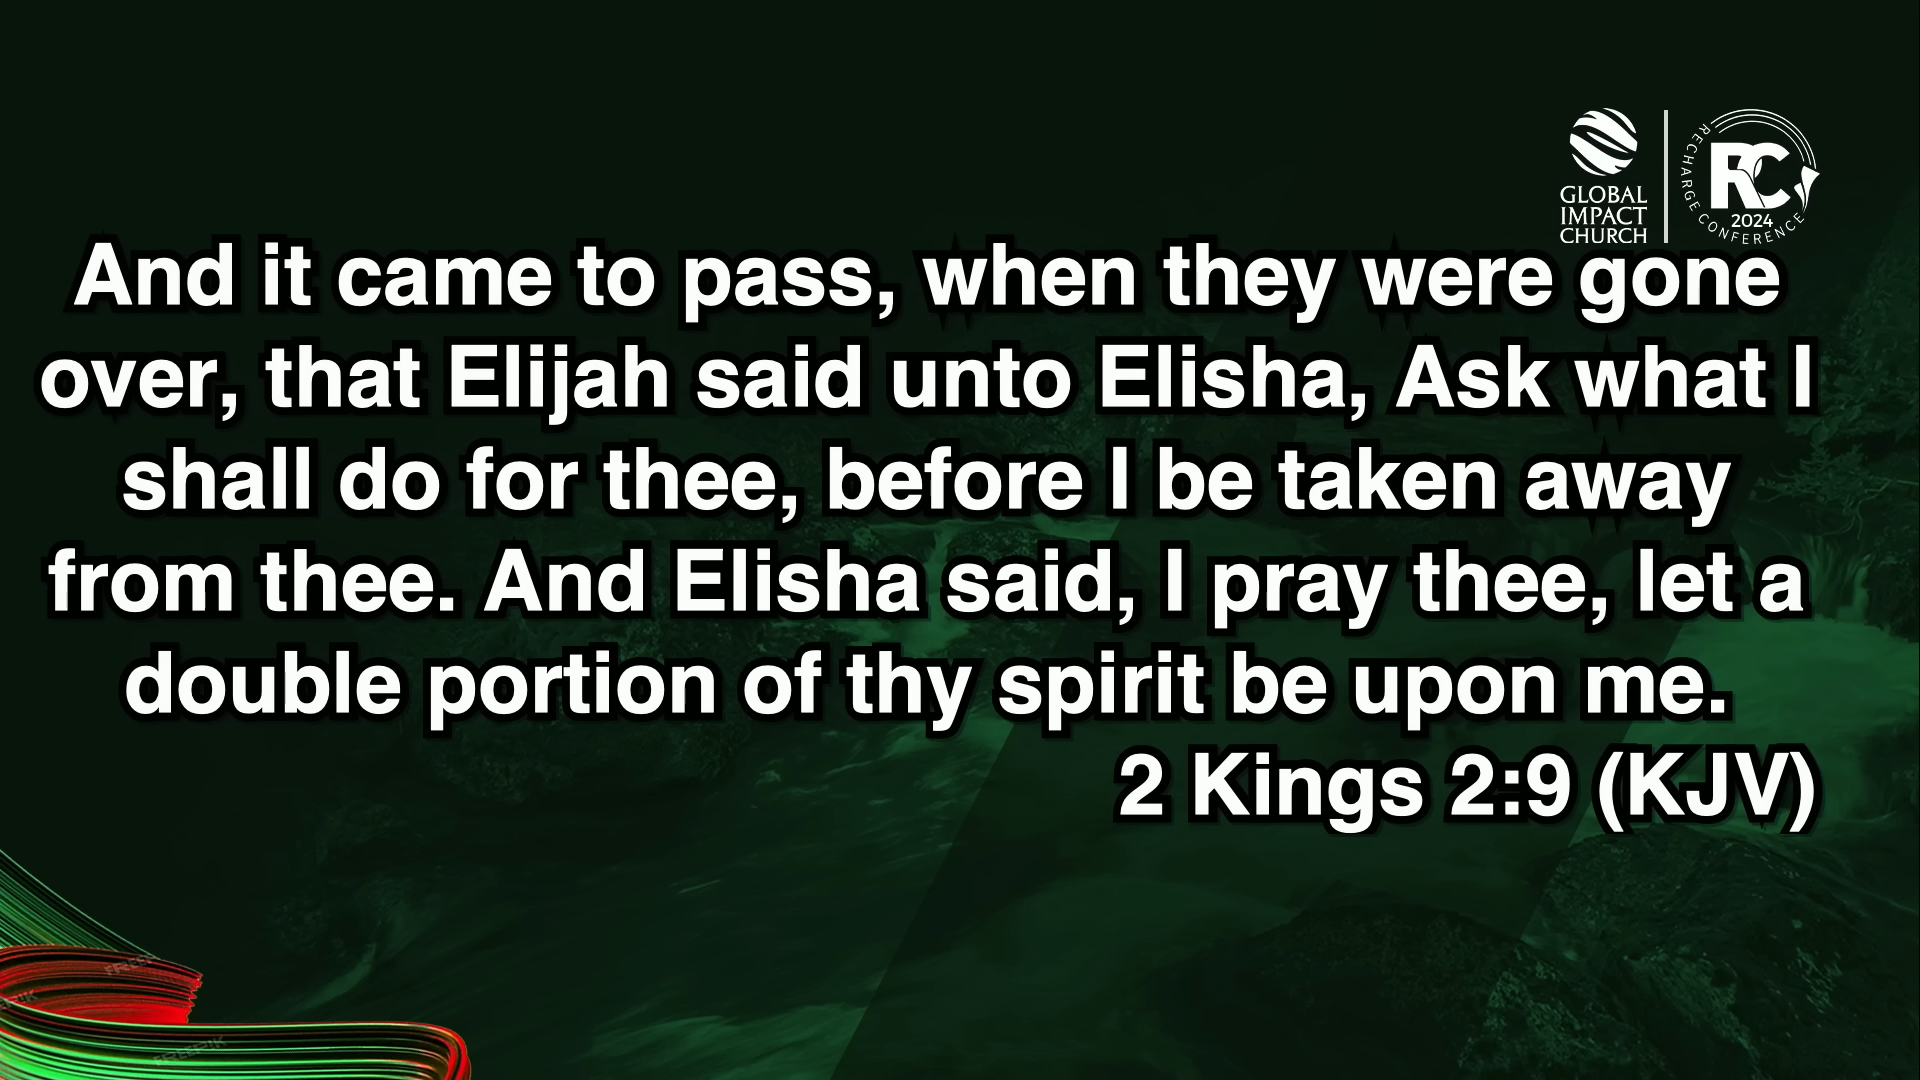 GLOBAL
IMPACT
CHURCH
RECHARGE CONFERENCE
RC
2024
And it came to pass, when they were gone
over, that Elijah said unto Elisha, Ask what I
shall do for thee, before I be taken away
from thee. And Elisha said, I pray thee, let a
double portion of thy spirit be upon me.
2 Kings 2:9 (KJV)
FREEPIK